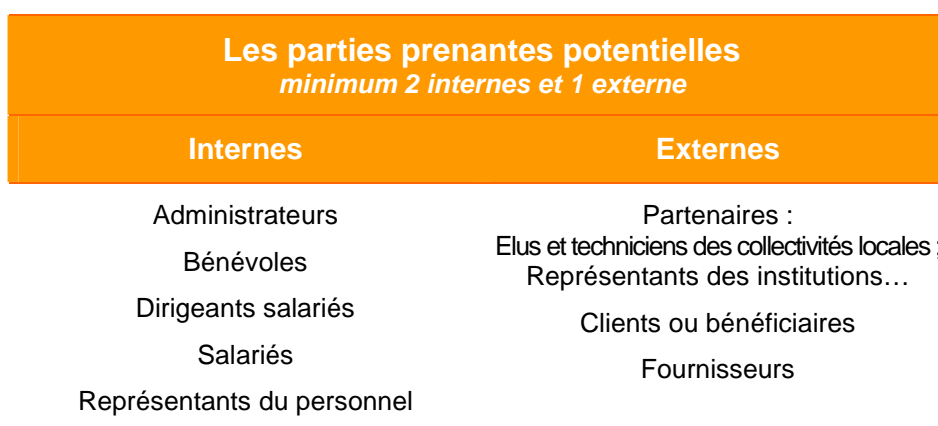 Les parties prenantes potentielles
minimum 2 internes et 1 externe
Internes
Externes
Administrateurs
Bénévoles
Dirigeants salariés
Salariés
Représentants du personnel
Partenaires :
Elus et techniciens des collectivités locales ;
Représentants des institutions…
Clients ou bénéficiaires
Fournisseurs